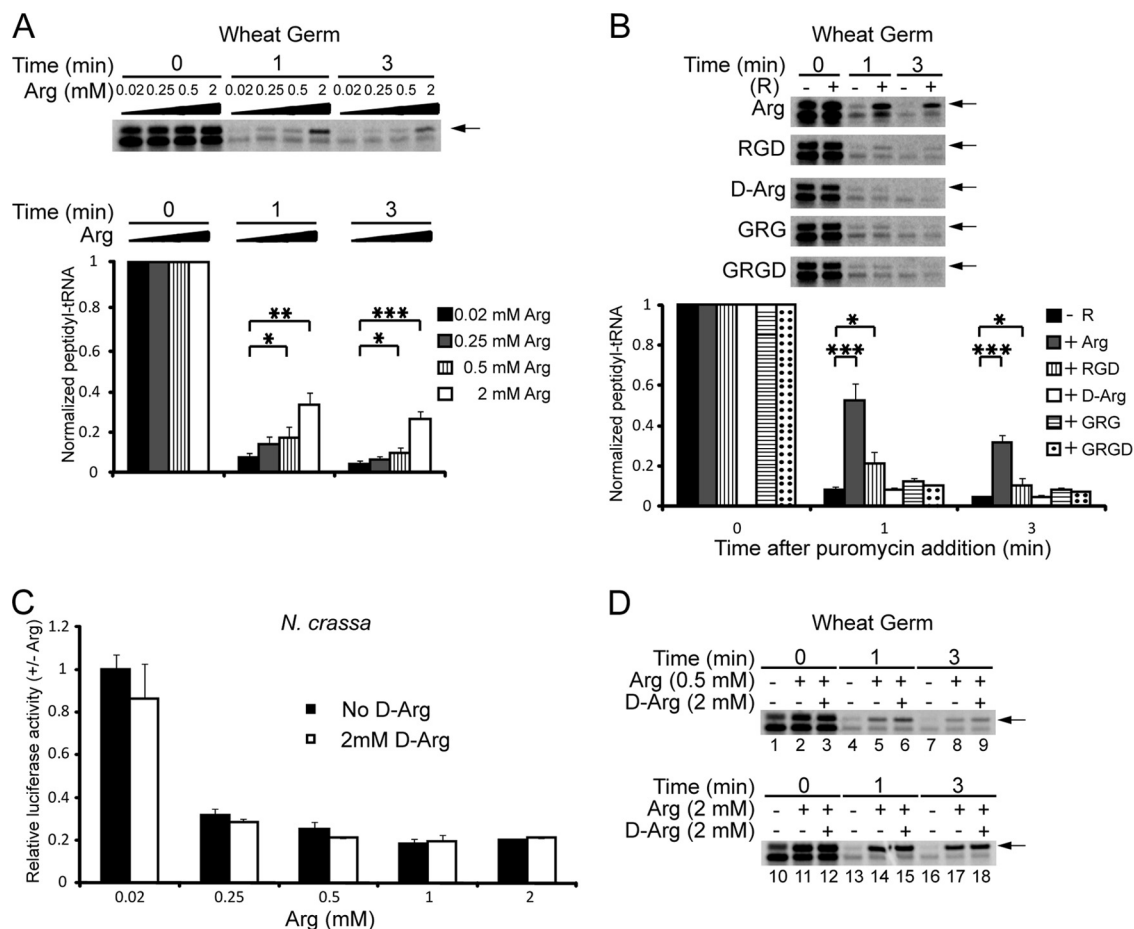 A
Wheat Germ
Time (min) 0 1 3
Arg (mM) 0.02 0.25 0.5 2 0.02 0.25 0.5 2 0.02 0.25 0.5 2
Time (min) 0 1 3
Arg
Normalized peptidyl-tRNA
1
0.8
0.6
0.4
0.2
0
** ***
* *
0.02 mM Arg
0.25 mM Arg
0.5 mM Arg
2 mM Arg
B
Wheat Germ
Time (min) 0 1 3
(R) - + - + - +
Arg
RGD
D-Arg
GRG
GRGD
Normalized peptidyl-tRNA
1
0.8
0.6
0.4
0.2
0
* *
*** ***
- R
+ Arg
+ RGD
+ D-Arg
+ GRG
+ GRGD
0 1 3
Time after puromycin addition (min)
C
N. crassa
Relative luciferase activity (+/- Arg)
1.2
1
0.8
0.6
0.4
0.2
0
No D-Arg
2mM D-Arg
0.02 0.25 0.5 1 2
Arg (mM)
D
Wheat Germ
Time (min) 0 1 3
Arg (0.5 mM) - + + - + + - + +
D-Arg (2 mM) - - + - - + - - +
1 2 3 4 5 6 7 8 9
Time (min) 0 1 3
Arg (2 mM) - + + - + + - + +
D-Arg (2 mM) - - + - - + - - +
10 11 12 13 14 15 16 17 18